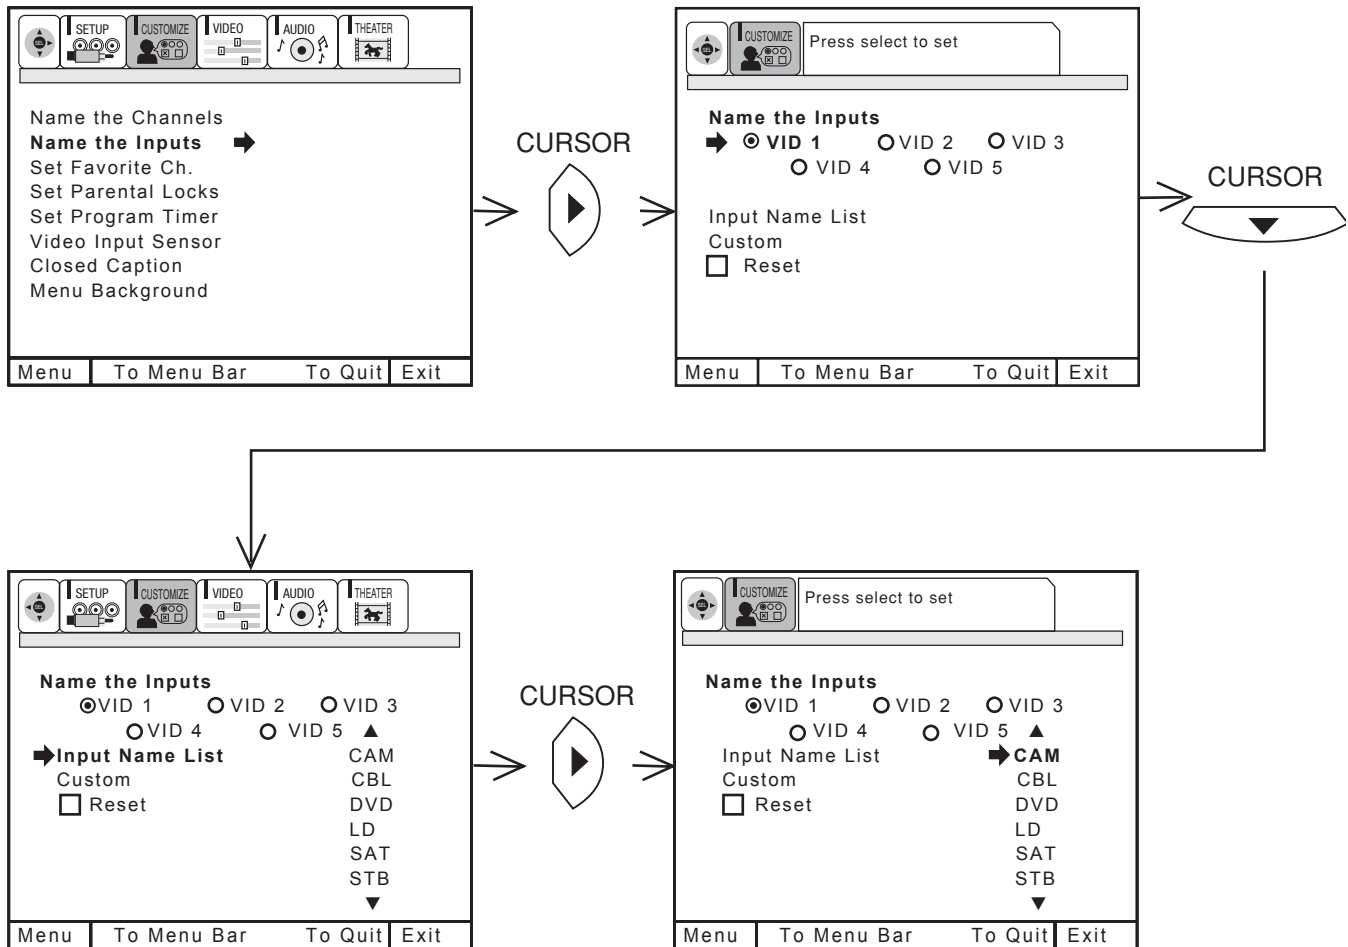 SETUP CUSTOMIZE VIDEO AUDIO THEATER
SEL
Name the Channels
Name the Inputs
Set Favorite Ch.
Set Parental Locks
Set Program Timer
Video Input Sensor
Closed Caption
Menu Background
Menu To Menu Bar To Quit Exit
CURSOR
SEL
CUSTOMIZE
Press select to set
Name the Inputs
VID 1 VID 2 VID 3
VID 4 VID 5
Input Name List
Custom
Reset
Menu To Menu Bar To Quit Exit
CURSOR
SETUP CUSTOMIZE VIDEO AUDIO THEATER
SEL
Name the Inputs
VID 1 VID 2 VID 3
VID 4 VID 5
Input Name List CAM
Custom CBL
Reset DVD
LD
SAT
STB
Menu To Menu Bar To Quit Exit
CURSOR
SEL
CUSTOMIZE
Press select to set
Name the Inputs
VID 1 VID 2 VID 3
VID 4 VID 5
Input Name List CAM
Custom CBL
Reset DVD
LD
SAT
STB
Menu To Menu Bar To Quit Exit